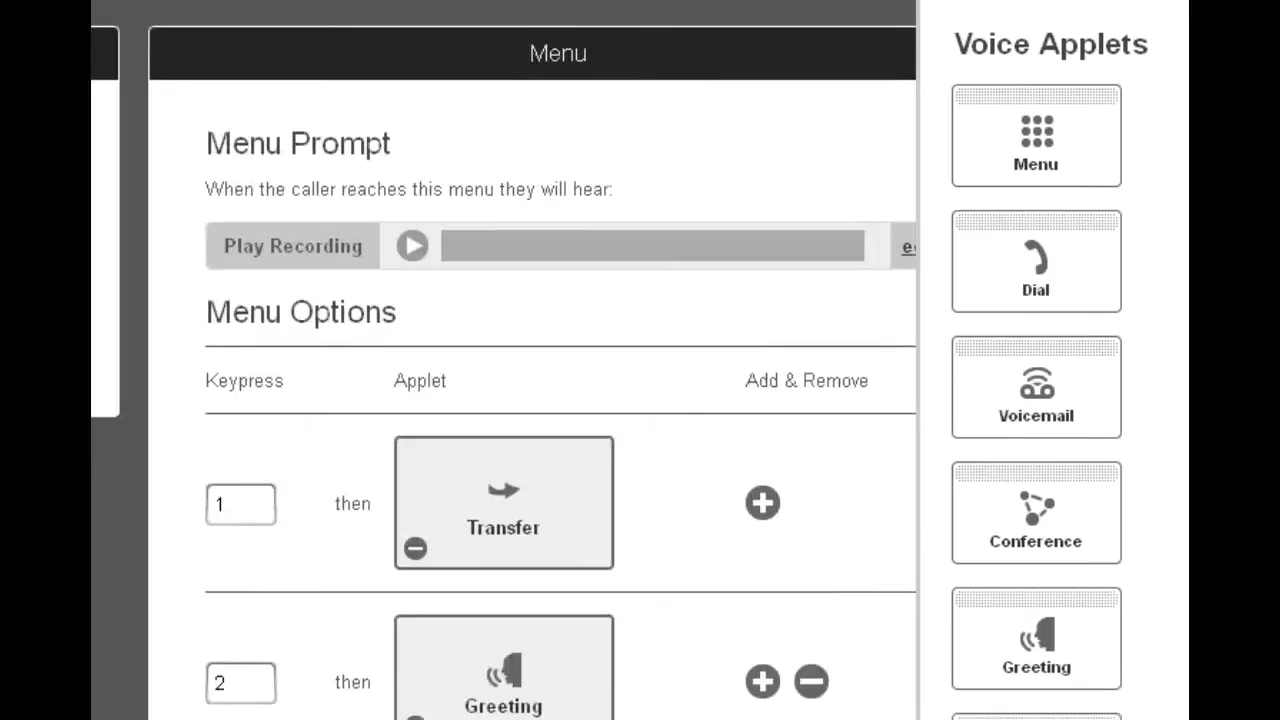 Menu
Menu Prompt
When the caller reaches this menu they will hear:
Play Recording
Menu Options
Keypress Applet Add & Remove
1 then Transfer
2 then Greeting
Voice Applets
Menu
Dial
Voicemail
Conference
Greeting